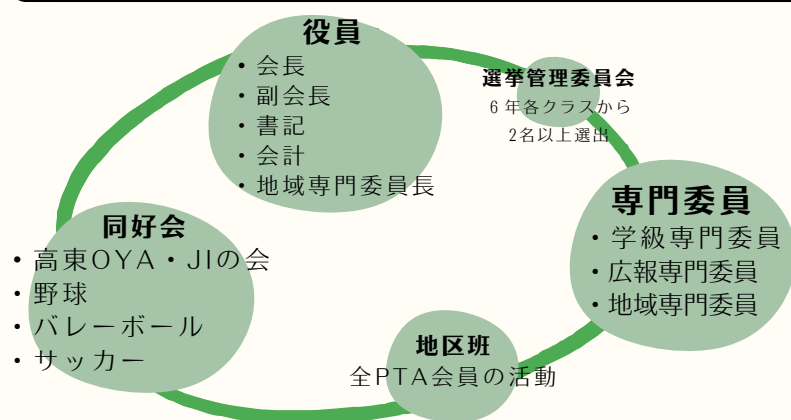 役員
・会長
・副会長
・書記
・会計
・地域専門委員長
選挙管理委員会
6年各クラスから
2名以上選出
専門委員
・学級専門委員
・広報専門委員
・地域専門委員
地区班
全PTA会員の活動
同好会
・高東OYA・JIの会
・野球
・バレーボール
・サッカー